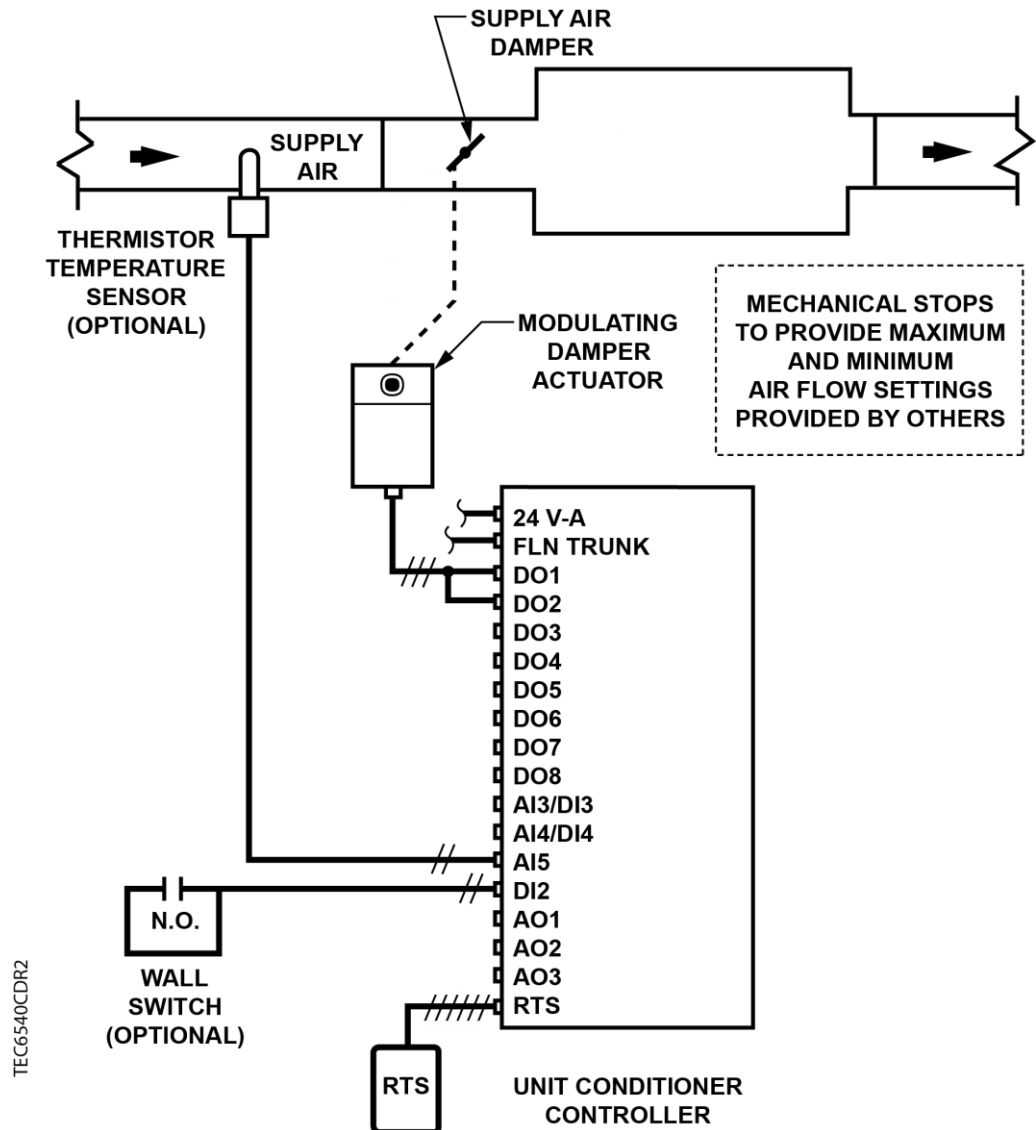 SUPPLY AIR
DAMPER
SUPPLY
AIR
THERMISTOR
TEMPERATURE
SENSOR
(OPTIONAL)
MODULATING
DAMPER
ACTUATOR
MECHANICAL STOPS
TO PROVIDE MAXIMUM
AND MINIMUM
AIR FLOW SETTINGS
PROVIDED BY OTHERS
24 V-A
FLN TRUNK
DO1
DO2
DO3
DO4
DO5
DO6
DO7
DO8
AI3/DI3
AI4/DI4
AI5
DI2
AO1
AO2
AO3
RTS
N.O.
WALL
SWITCH
(OPTIONAL)
RTS
UNIT CONDITIONER
CONTROLLER
TEC6540CDR2